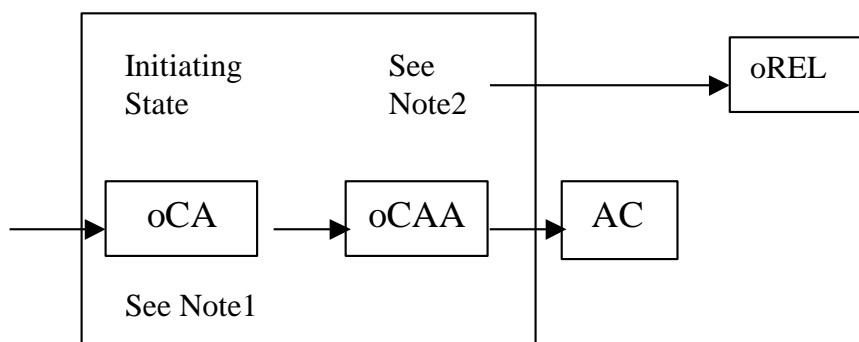 Initiating
State
See
Note2
oREL
oCA
oCAA
AC
See Note1